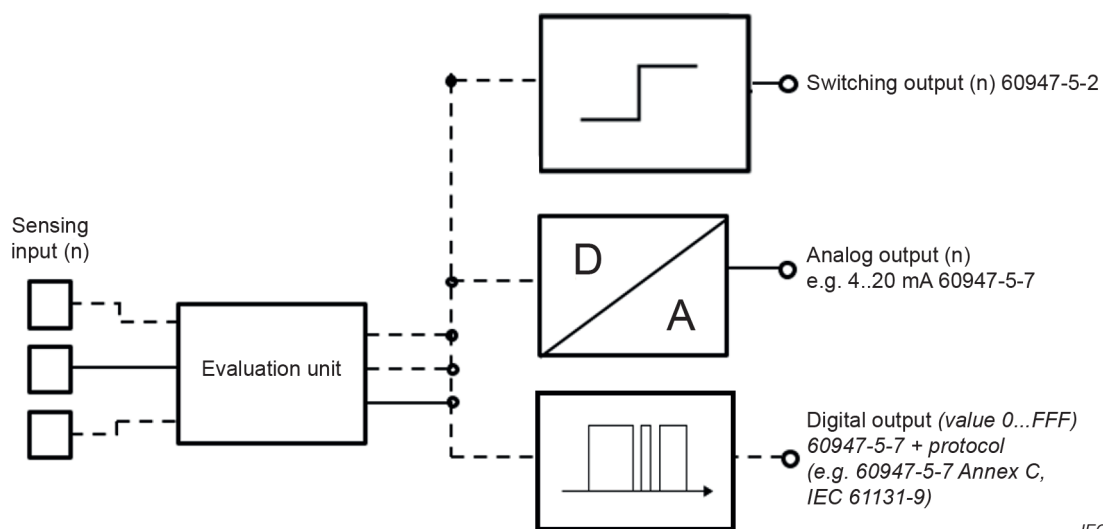 Switching output (n) 60947-5-2
Sensing
input (n)
D
A
Analog output (n)
e.g. 4..20 mA 60947-5-7
Evaluation unit
Digital output (value 0...FFF)
60947-5-7 + protocol
(e.g. 60947-5-7 Annex C,
IEC 61131-9)